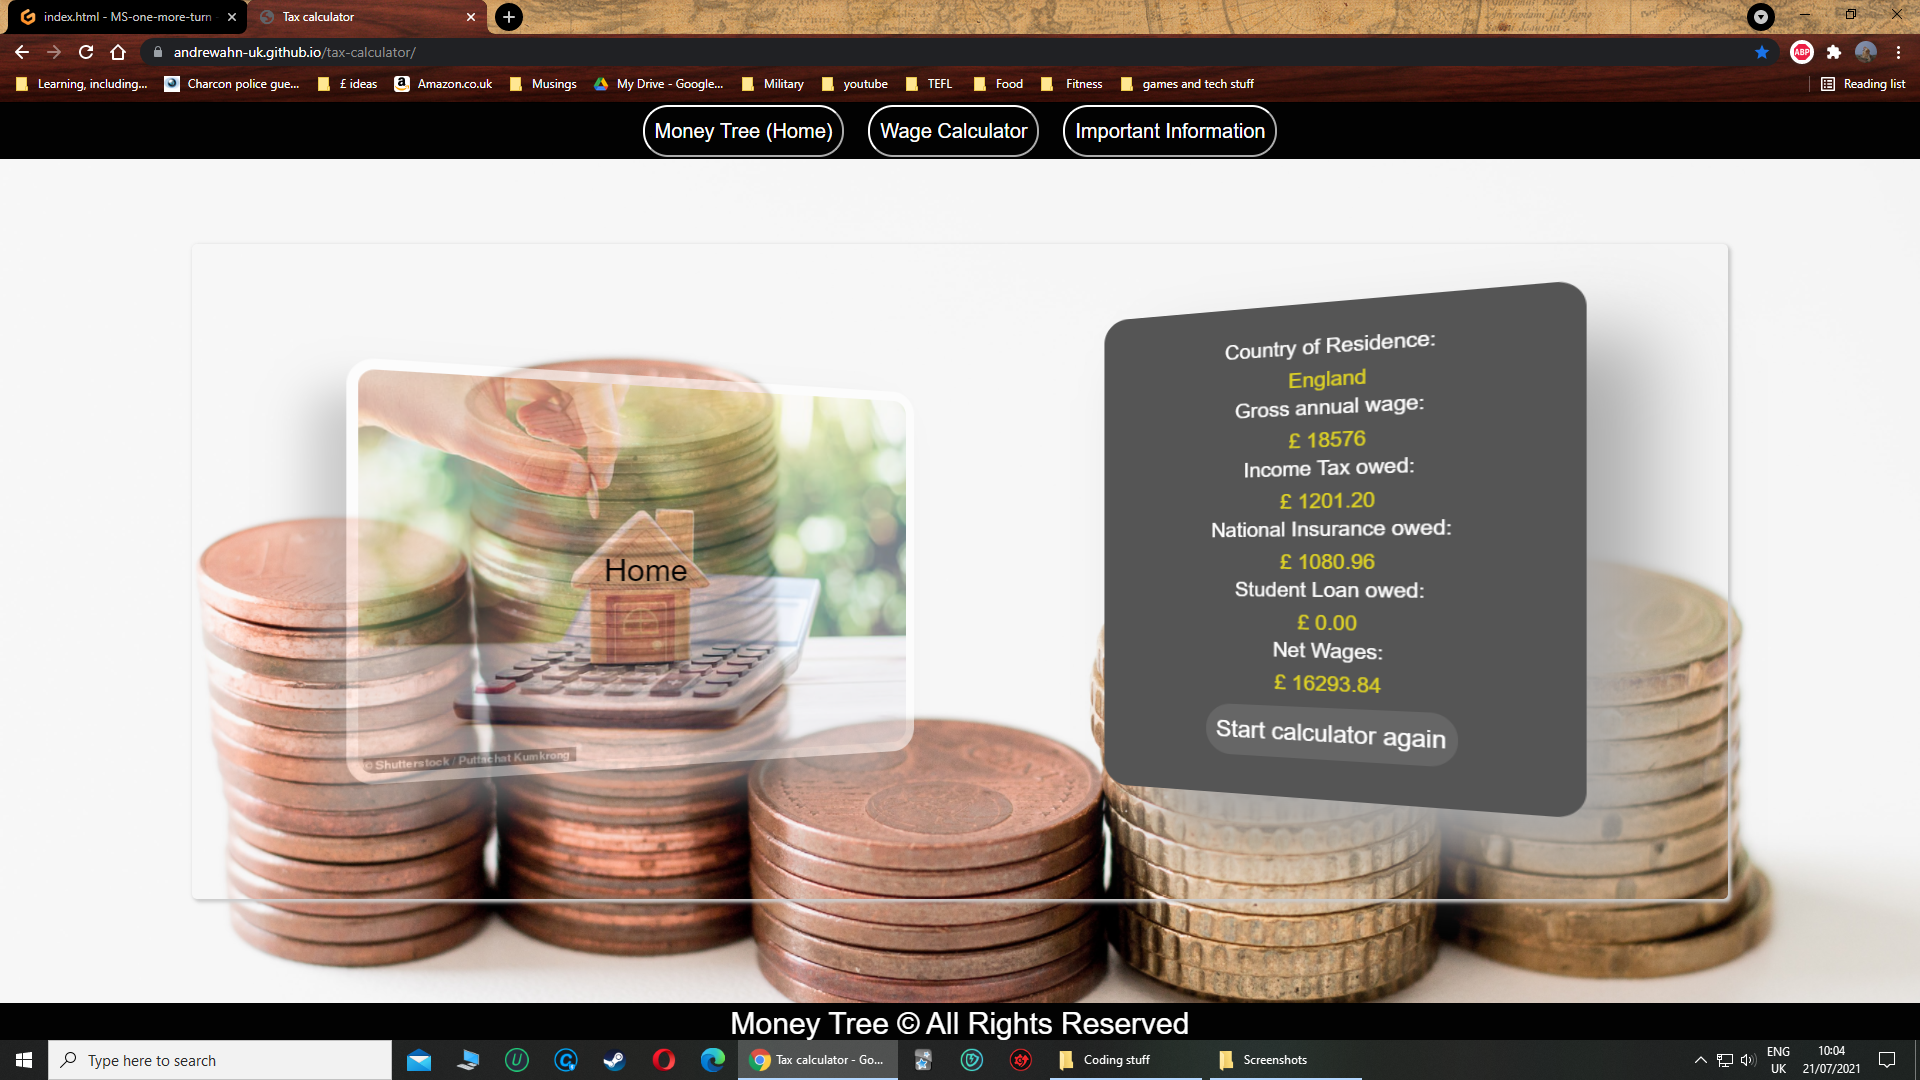 index.html - MS-one-more-turn
Tax calculator
andrewahn-uk.github.io/tax-calculator/
ABP
Learning, including...
Charcon police gue...
£ ideas
Amazon.co.uk
Musings
My Drive - Google...
Military
youtube
TEFL
Food
Fitness
games and tech stuff
Reading list
Money Tree (Home)
Wage Calculator
Important Information
Home
© Shutterstock / Puttachat Kumkrong
Country of Residence:
England
Gross annual wage:
£ 18576
Income Tax owed:
£ 1201.20
National Insurance owed:
£ 1080.96
Student Loan owed:
£ 0.00
Net Wages:
£ 16293.84
Start calculator again
Money Tree © All Rights Reserved
Type here to search
Tax calculator - Go...
Coding stuff
Screenshots
ENG
UK
10:04
21/07/2021